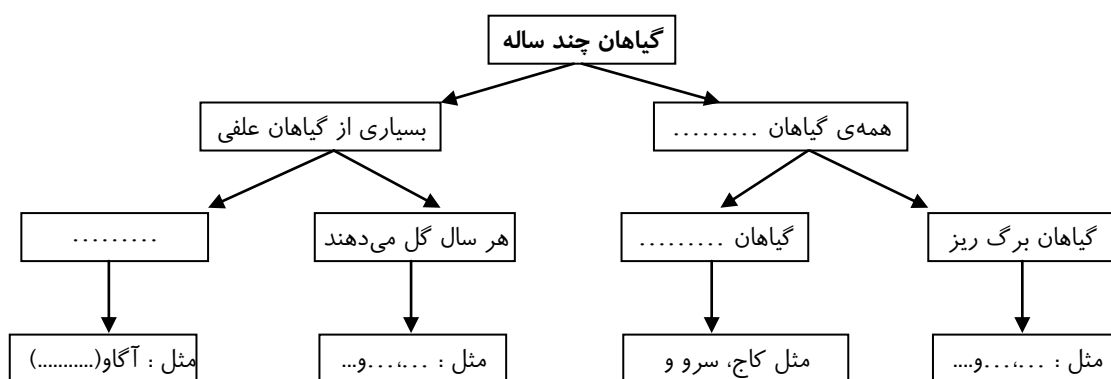 گیاهان چند ساله
همه‌ی گیاهان .........
بسیاری از گیاهان علفی
گیاهان برگ ریز
گیاهان .........
هر سال گل می‌دهند
.........
مثل : ....،...و....
مثل کاج، سرو و
مثل : ....،...و...
مثل : آگاو(...........)